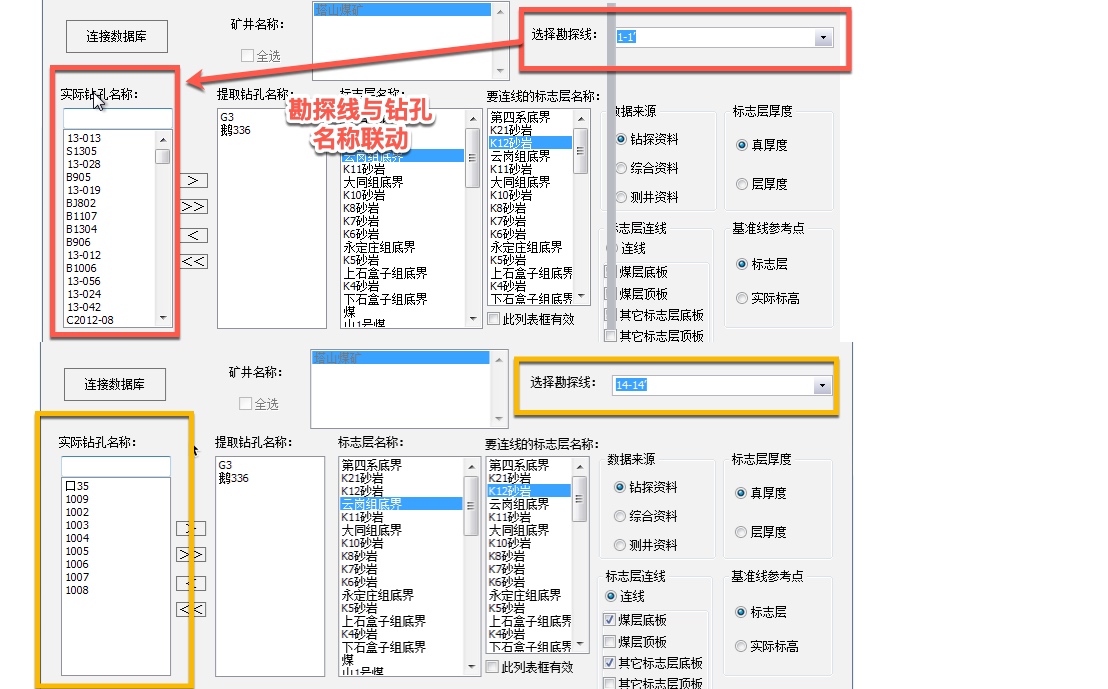 连接数据库
矿井名称：
全选
塔山煤矿
选择勘探线：
1-1'
勘探线与钻孔
名称联动
实际钻孔名称：
13-013
S1305
13-028
B905
13-019
BJ802
B1107
B1304
B906
13-012
B1006
13-056
13-024
13-042
C2012-08
>
>>
<
<<
提取钻孔名称：
G3
鹅336
标志层名称：
云岗组底界
K11砂岩
大同组底界
K10砂岩
K8砂岩
K7砂岩
K6砂岩
永定庄组底界
K5砂岩
上石盒子组底界
K4砂岩
下石盒子组底界
煤
山1号煤
要连线的标志层名称：
第四系底界
K21砂岩
K12砂岩
云岗组底界
K11砂岩
大同组底界
K10砂岩
K8砂岩
K7砂岩
K6砂岩
永定庄组底界
K5砂岩
上石盒子组底界
K4砂岩
下石盒子组底界
此列表框有效
数据来源
钻探资料
综合资料
测井资料
标志层厚度
真厚度
层厚度
标志层连线
连线
煤层底板
煤层顶板
其它标志层底板
其它标志层顶板
基准线参考点
标志层
实际标高
连接数据库
矿井名称：
全选
塔山煤矿
选择勘探线：
14-14'
实际钻孔名称：
口35
1009
1002
1003
1004
1005
1006
1007
1008
>
>>
<
<<
提取钻孔名称：
G3
鹅336
标志层名称：
第四系底界
K21砂岩
K12砂岩
云岗组底界
K11砂岩
大同组底界
K10砂岩
K8砂岩
K7砂岩
K6砂岩
永定庄组底界
K5砂岩
上石盒子组底界
K4砂岩
下石盒子组底界
煤
山1号煤
要连线的标志层名称：
第四系底界
K21砂岩
K12砂岩
云岗组底界
K11砂岩
大同组底界
K10砂岩
K8砂岩
K7砂岩
K6砂岩
永定庄组底界
K5砂岩
上石盒子组底界
K4砂岩
下石盒子组底界
此列表框有效
数据来源
钻探资料
综合资料
测井资料
标志层厚度
真厚度
层厚度
标志层连线
连线
煤层底板
煤层顶板
其它标志层底板
其它标志层顶板
基准线参考点
标志层
实际标高